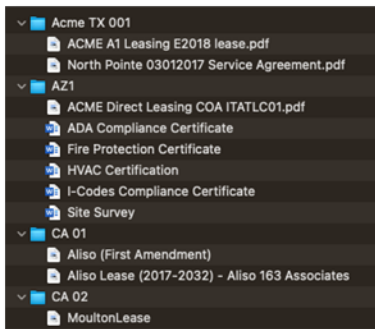 Acme TX 001
ACME A1 Leasing E2018 lease.pdf
North Pointe 03012017 Service Agreement.pdf
AZ1
ACME Direct Leasing COA ITATLC01.pdf
ADA Compliance Certificate
Fire Protection Certificate
HVAC Certification
I-Codes Compliance Certificate
Site Survey
CA 01
Aliso (First Amendment)
Aliso Lease (2017-2032) - Aliso 163 Associates
CA 02
MoultonLease